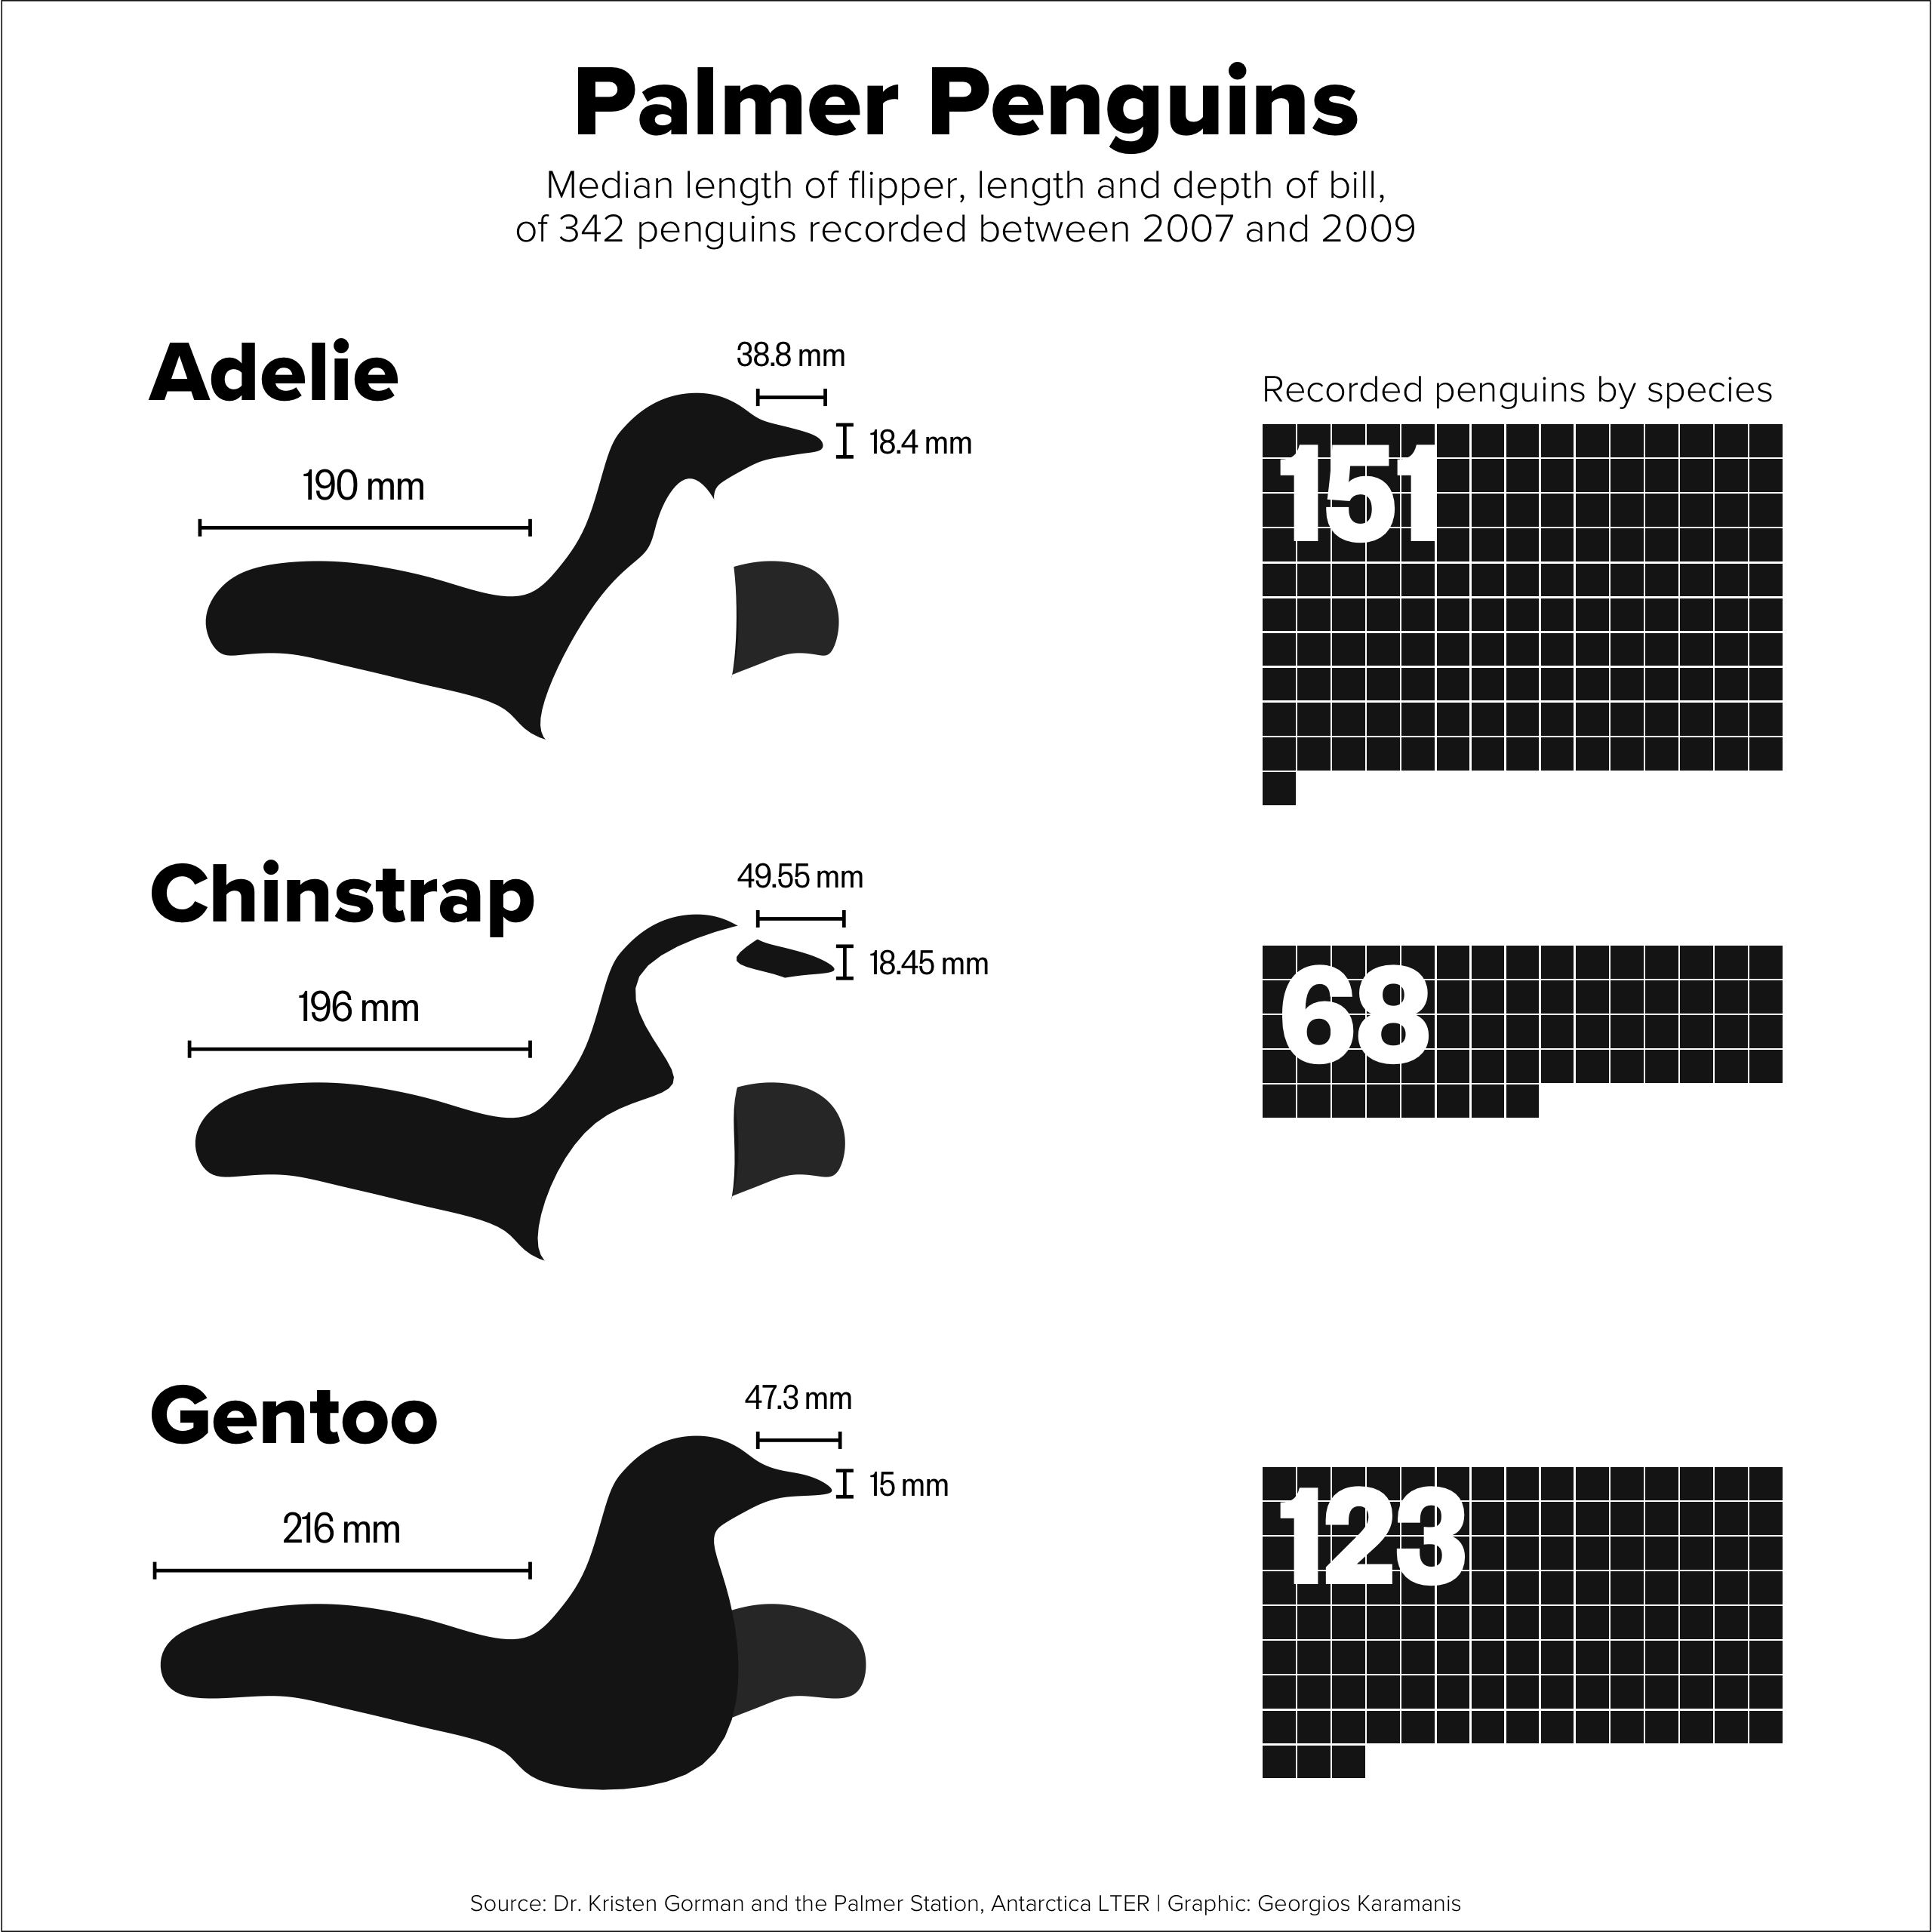 Palmer Penguins
Median length of flipper, length and depth of bill,
of 342 penguins recorded between 2007 and 2009
Adelie
38.8 mm
18.4 mm
190 mm
Recorded penguins by species
151
Chinstrap
49.55 mm
18.45 mm
196 mm
68
Gentoo
47.3 mm
15 mm
216 mm
123
Source: Dr. Kristen Gorman and the Palmer Station, Antarctica LTER | Graphic: Georgios Karamanis